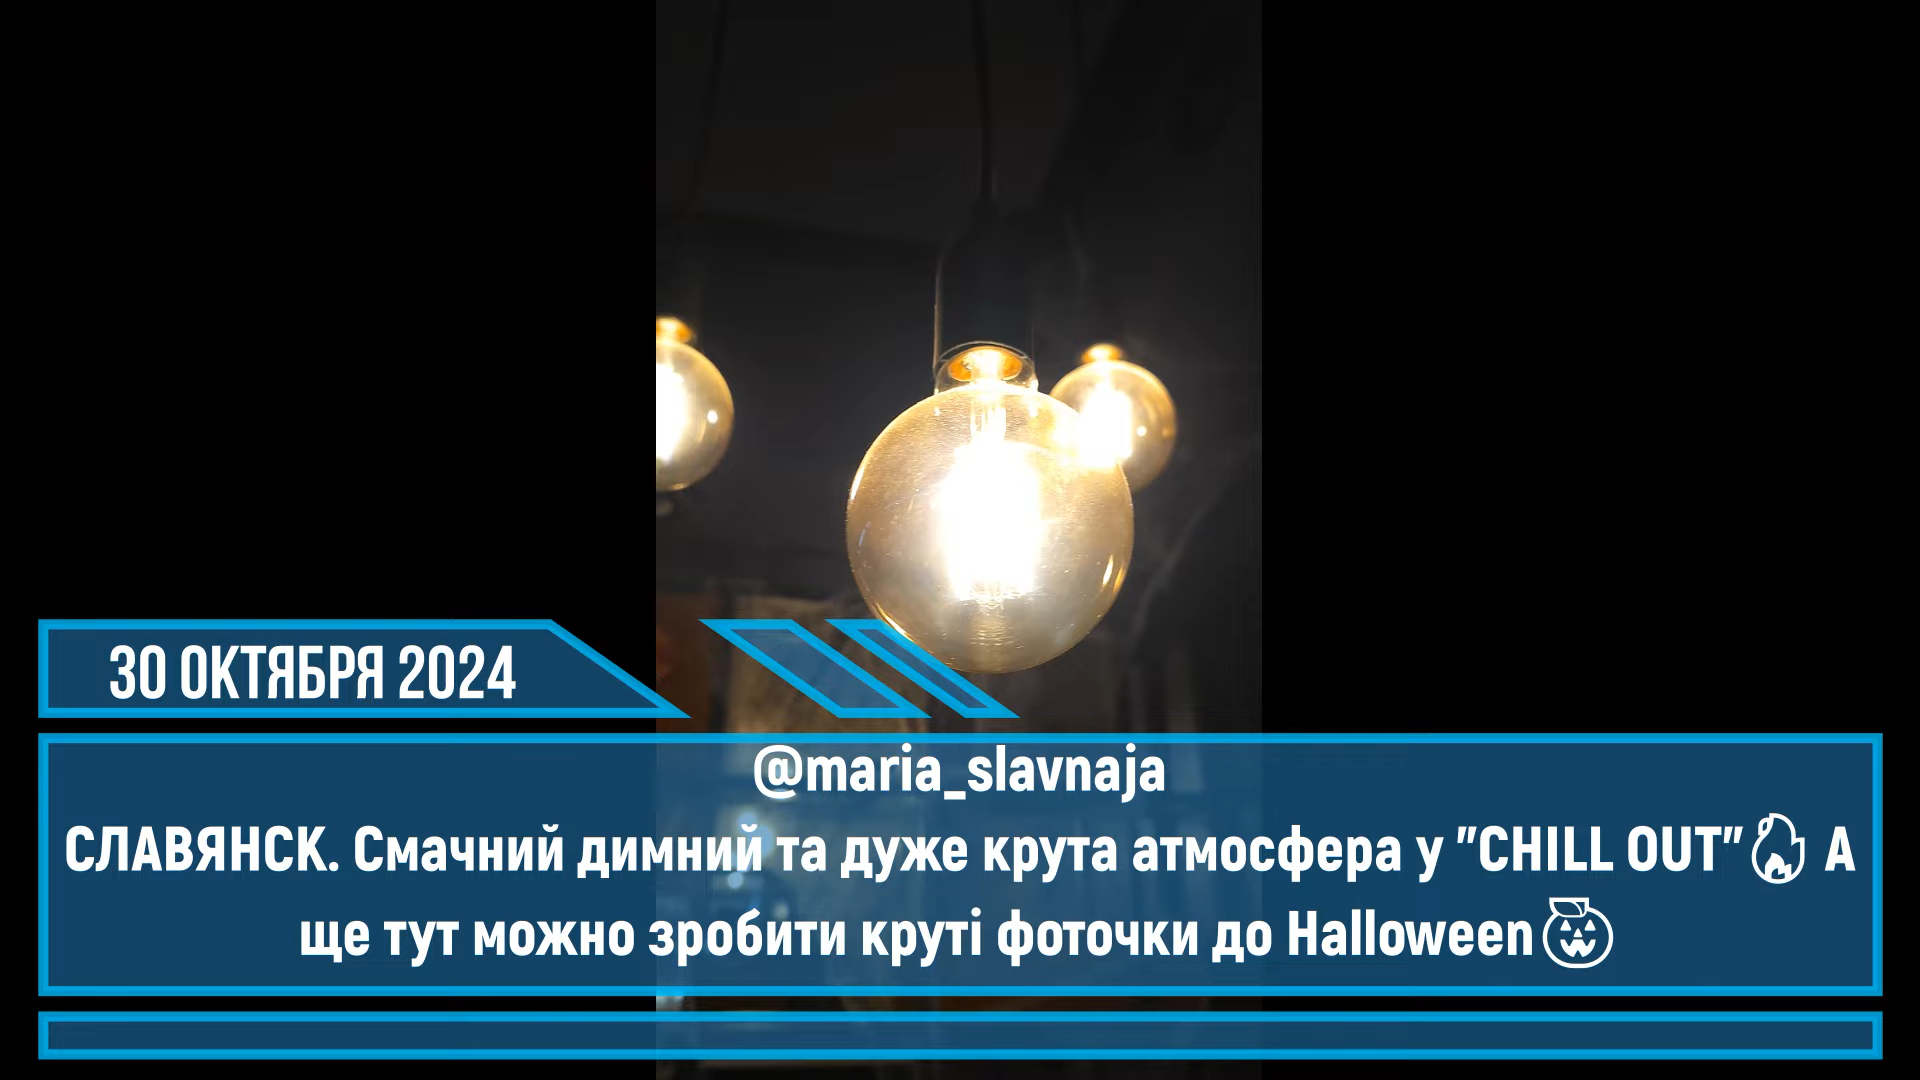 30 ОКТЯБРЯ 2024
@maria_slavnaja
СЛАВЯНСК. Смачний димний та дуже крута атмосфера у "CHILL OUT"🔥 А
ще тут можно зробити круті фоточки до Halloween🎃